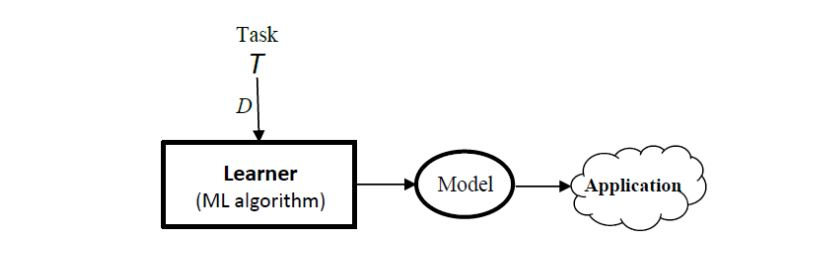 Task
T
D
Learner
(ML algorithm)
Model
Application